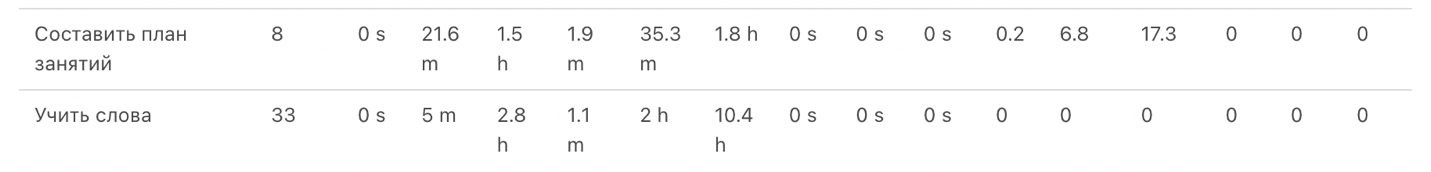 Составить план 8 0 s 21.6 1.5 1.9 35.3 1.8 h 0 s 0 s 0 s 0.2 6.8 17.3 0 0 0
занятий m h m m
Учить слова 33 0 s 5 m 2.8 1.1 2 h 10.4 0 s 0 s 0 s 0 0 0 0 0 0
h m h